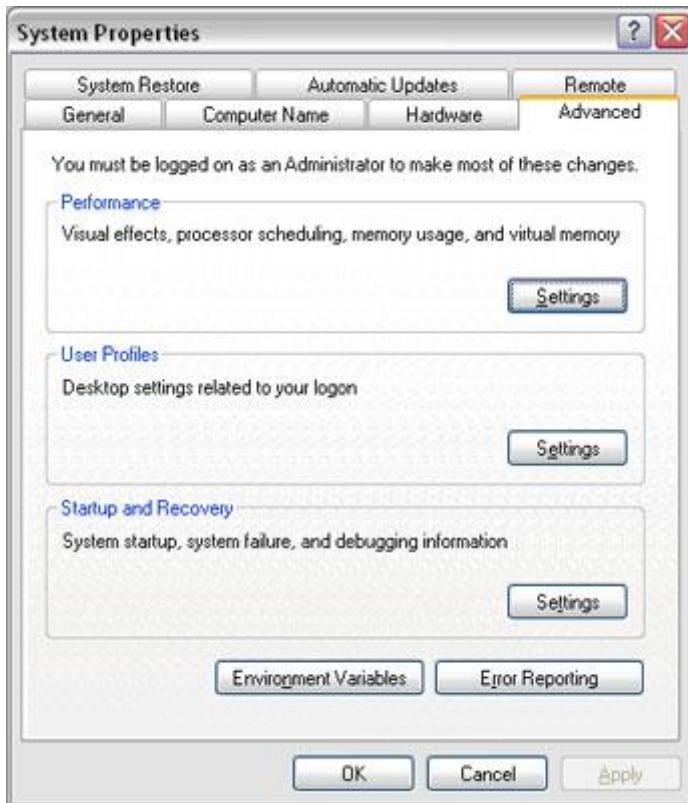 System Properties
System Restore Automatic Updates Remote
General Computer Name Hardware Advanced
You must be logged on as an Administrator to make most of these changes.
Performance
Visual effects, processor scheduling, memory usage, and virtual memory
Settings
User Profiles
Desktop settings related to your logon
Settings
Startup and Recovery
System startup, system failure, and debugging information
Settings
Environment Variables Error Reporting
OK Cancel Apply